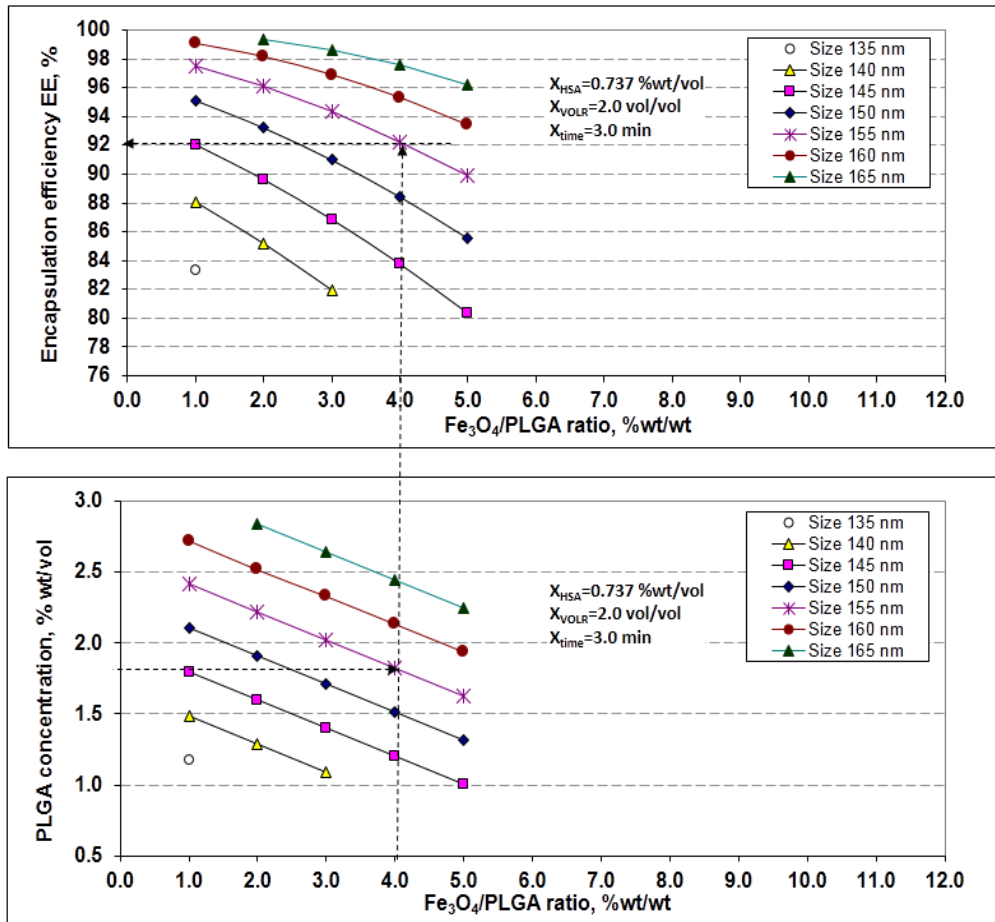 Encapsulation efficiency EE, %
100
98
96
94
92
90
88
86
84
82
80
78
76
X_HSA=0.737 %wt/vol
X_VOLR=2.0 vol/vol
X_time=3.0 min
Size 135 nm
Size 140 nm
Size 145 nm
Size 150 nm
Size 155 nm
Size 160 nm
Size 165 nm
0.0 1.0 2.0 3.0 4.0 5.0 6.0 7.0 8.0 9.0 10.0 11.0 12.0
Fe₃O₄/PLGA ratio, %wt/wt
PLGA concentration, % wt/vol
3.0
2.5
2.0
1.5
1.0
0.5
X_HSA=0.737 %wt/vol
X_VOLR=2.0 vol/vol
X_time=3.0 min
Size 135 nm
Size 140 nm
Size 145 nm
Size 150 nm
Size 155 nm
Size 160 nm
Size 165 nm
0.0 1.0 2.0 3.0 4.0 5.0 6.0 7.0 8.0 9.0 10.0 11.0 12.0
Fe₃O₄/PLGA ratio, %wt/wt